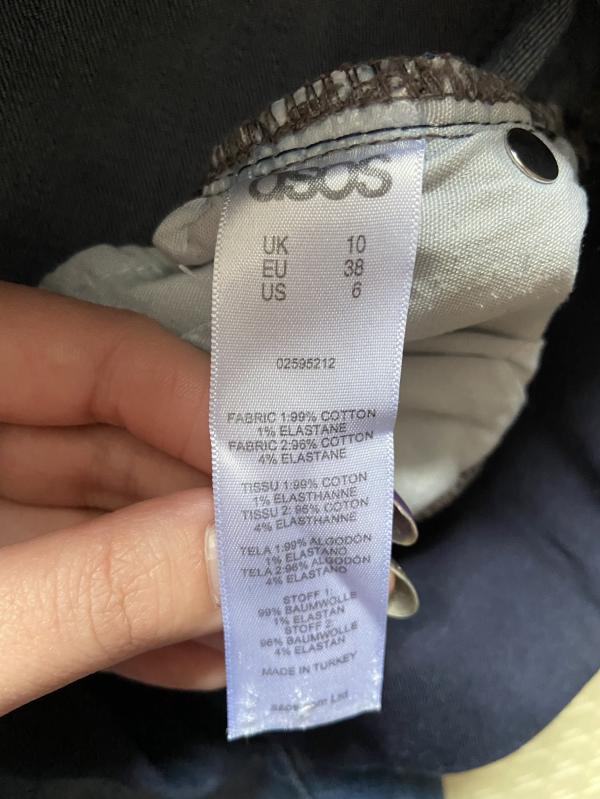 asos
UK 10
EU 38
US 6
02595212
FABRIC 1:99% COTTON
1% ELASTANE
FABRIC 2:96% COTTON
4% ELASTANE
TISSU 1:99% COTON
1% ELASTHANNE
TISSU 2: 96% COTON
4% ELASTHANNE
TELA 1:99% ALGODÓN
1% ELASTANO
TELA 2:96% ALGODÓN
4% ELASTANO
STOFF 1:
99% BAUMWOLLE
1% ELASTAN
STOFF 2:
96% BAUMWOLLE
4% ELASTAN
MADE IN TURKEY
Ltd